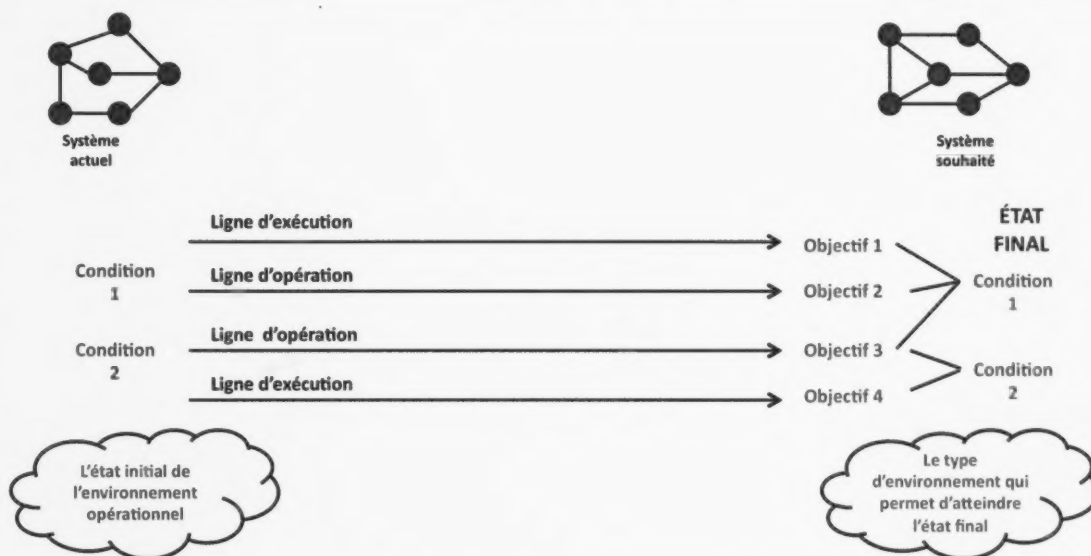 Système
actuel
Système
souhaité
ÉTAT
FINAL
Ligne d'exécution
Objectif 1
Condition
1
Ligne d'opération
Objectif 2
Condition
1
Condition
2
Ligne d'opération
Objectif 3
Condition
2
Ligne d'exécution
Objectif 4
L'état initial de
l'environnement
opérationnel
Le type
d'environnement qui
permet d'atteindre
l'état final